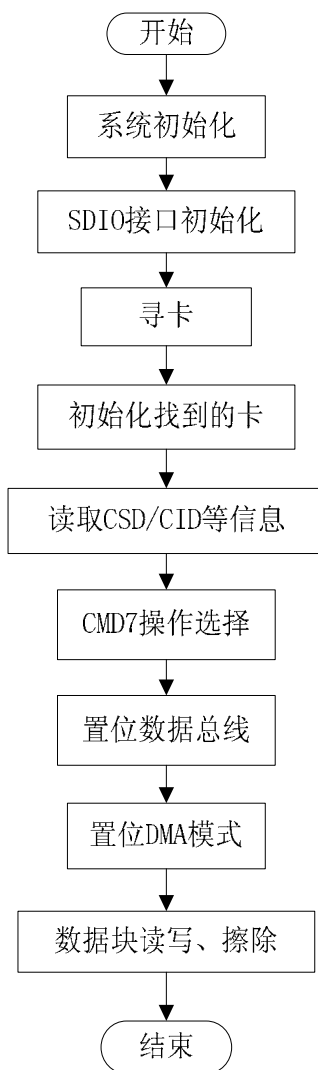 开始
系统初始化
SDIO接口初始化
寻卡
初始化找到的卡
读取CSD/CID等信息
CMD7操作选择
置位数据总线
置位DMA模式
数据块读写、擦除
结束